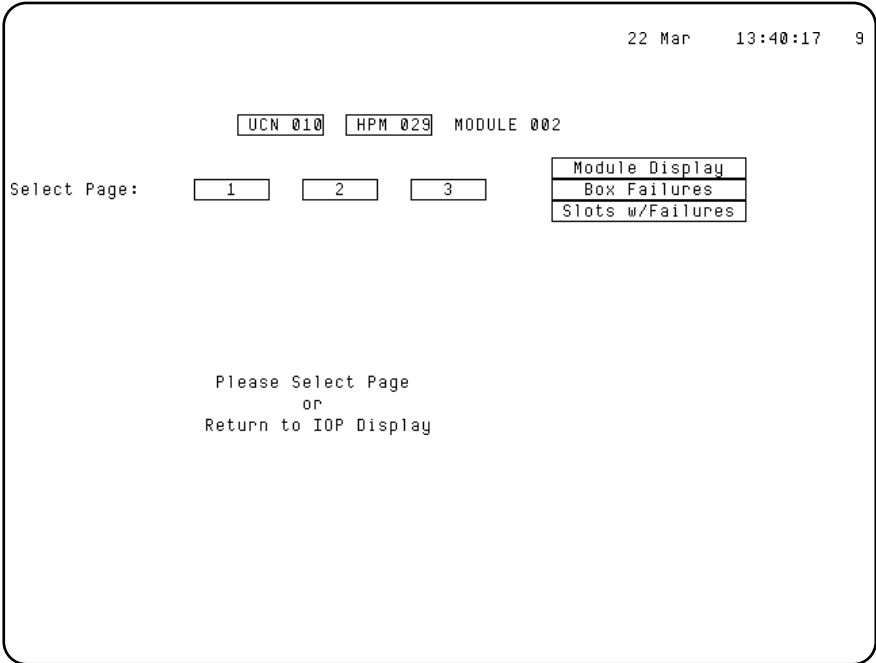 22 Mar 13:40:17 9
UCN 010 HPM 029 MODULE 002
Module Display
Select Page: 1 2 3 Box Failures
Slots w/Failures
Please Select Page
or
Return to IOP Display